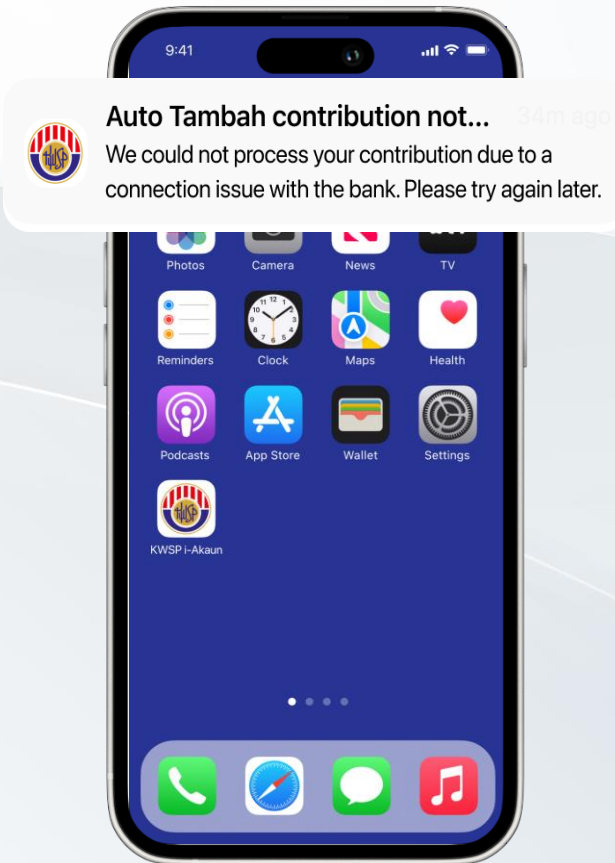 9:41
Auto Tambah contribution not...
34m ago
We could not process your contribution due to a
connection issue with the bank. Please try again later.
Photos
Camera
News
TV
Reminders
Clock
Maps
Health
Podcasts
App Store
Wallet
Settings
KWSP i-Akaun